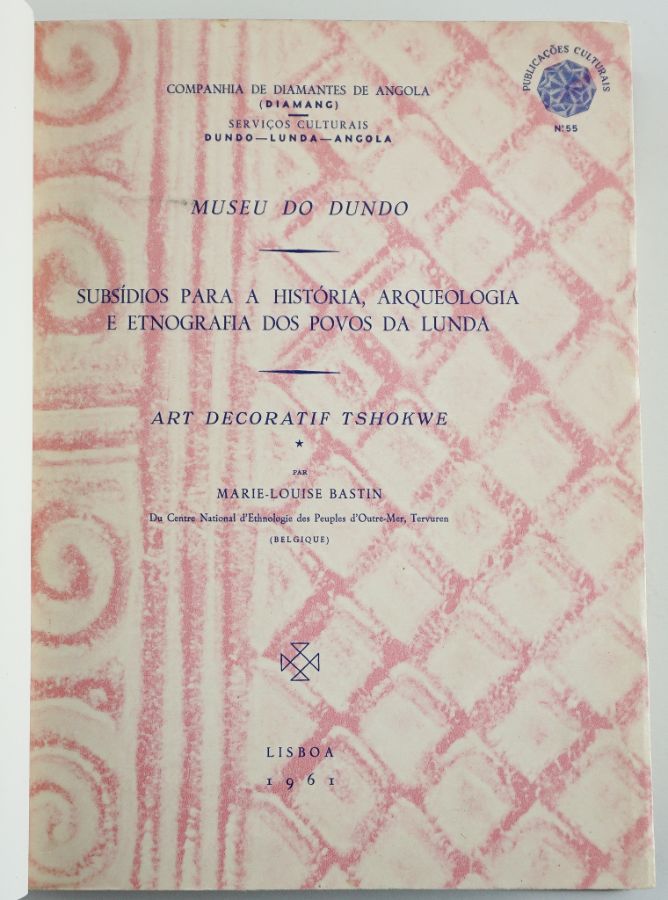 COMPANHIA DE DIAMANTES DE ANGOLA
(DIAMANG)
SERVIÇOS CULTURAIS
DUNDO—LUNDA—ANGOLA
PUBLICAÇÕES CULTURAIS
N.º 55
MUSEU DO DUNDO
SUBSÍDIOS PARA A HISTÓRIA, ARQUEOLOGIA
E ETNOGRAFIA DOS POVOS DA LUNDA
ART DECORATIF TSHOKWE
PAR
MARIE-LOUISE BASTIN
Du Centre National d'Ethnologie des Peuples d'Outre-Mer, Tervuren
(BELGIQUE)
LISBOA
1961